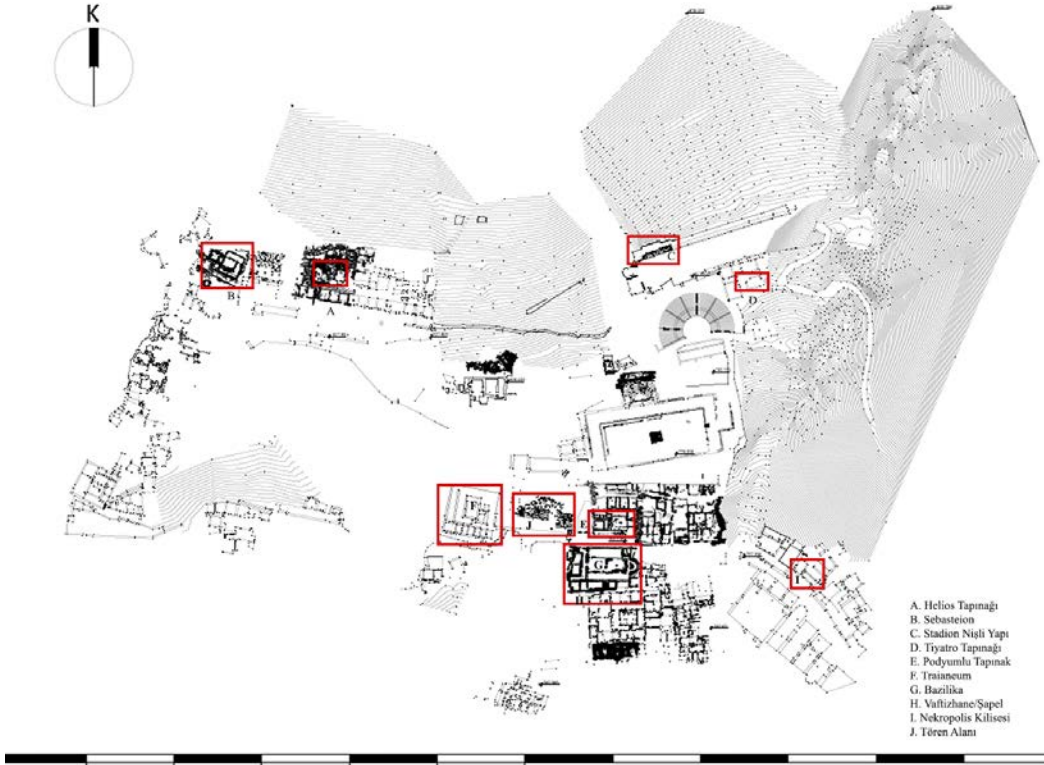 K
C
B
A
D
J
E
G
I
A. Helios Tapınağı
B. Sebasteion
C. Stadion Nişli Yapı
D. Tiyatro Tapınağı
E. Podyumlu Tapınak
F. Traianeum
G. Bazilika
H. Vaftizhane/Şapel
I. Nekropolis Kilisesi
J. Tören Alanı